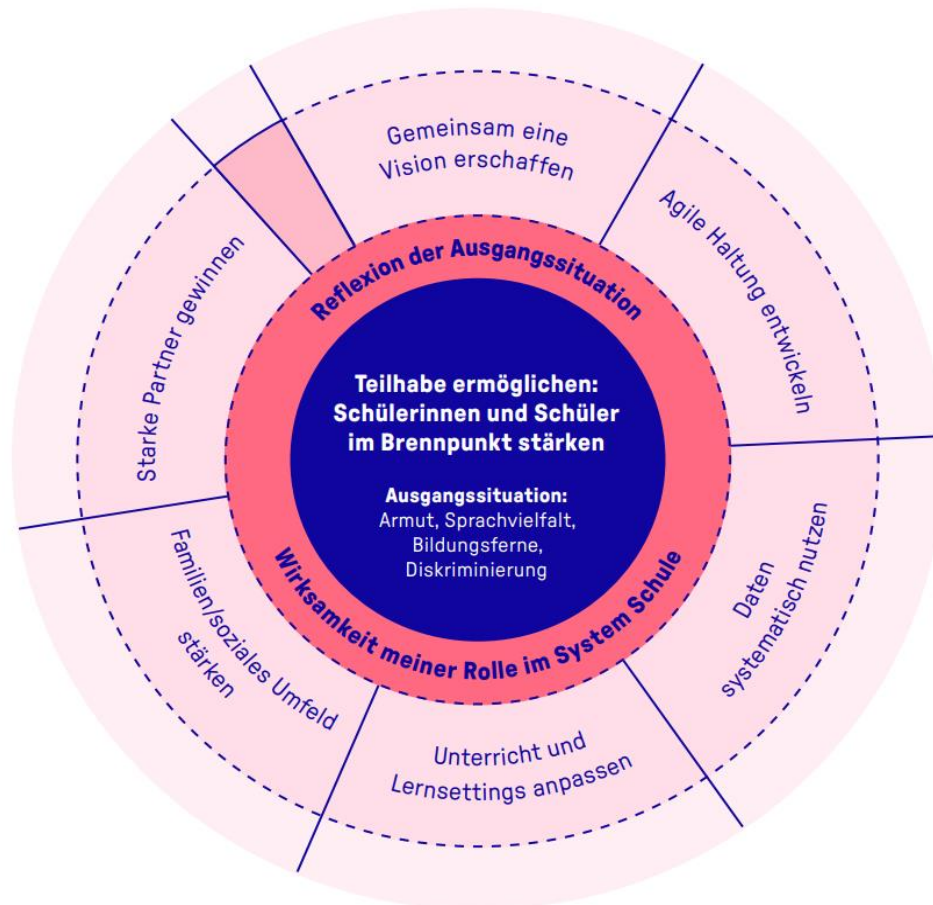 Gemeinsam eine
Vision erschaffen
Agile Haltung entwickeln
Daten
systematisch nutzen
Unterricht und
Lernsettings anpassen
Familien/soziales Umfeld
stärken
Starke Partner gewinnen
Reflexion der Ausgangssituation
Wirksamkeit meiner Rolle im System Schule
Teilhabe ermöglichen:
Schülerinnen und Schüler
im Brennpunkt stärken
Ausgangssituation:
Armut, Sprachvielfalt,
Bildungsferne,
Diskriminierung